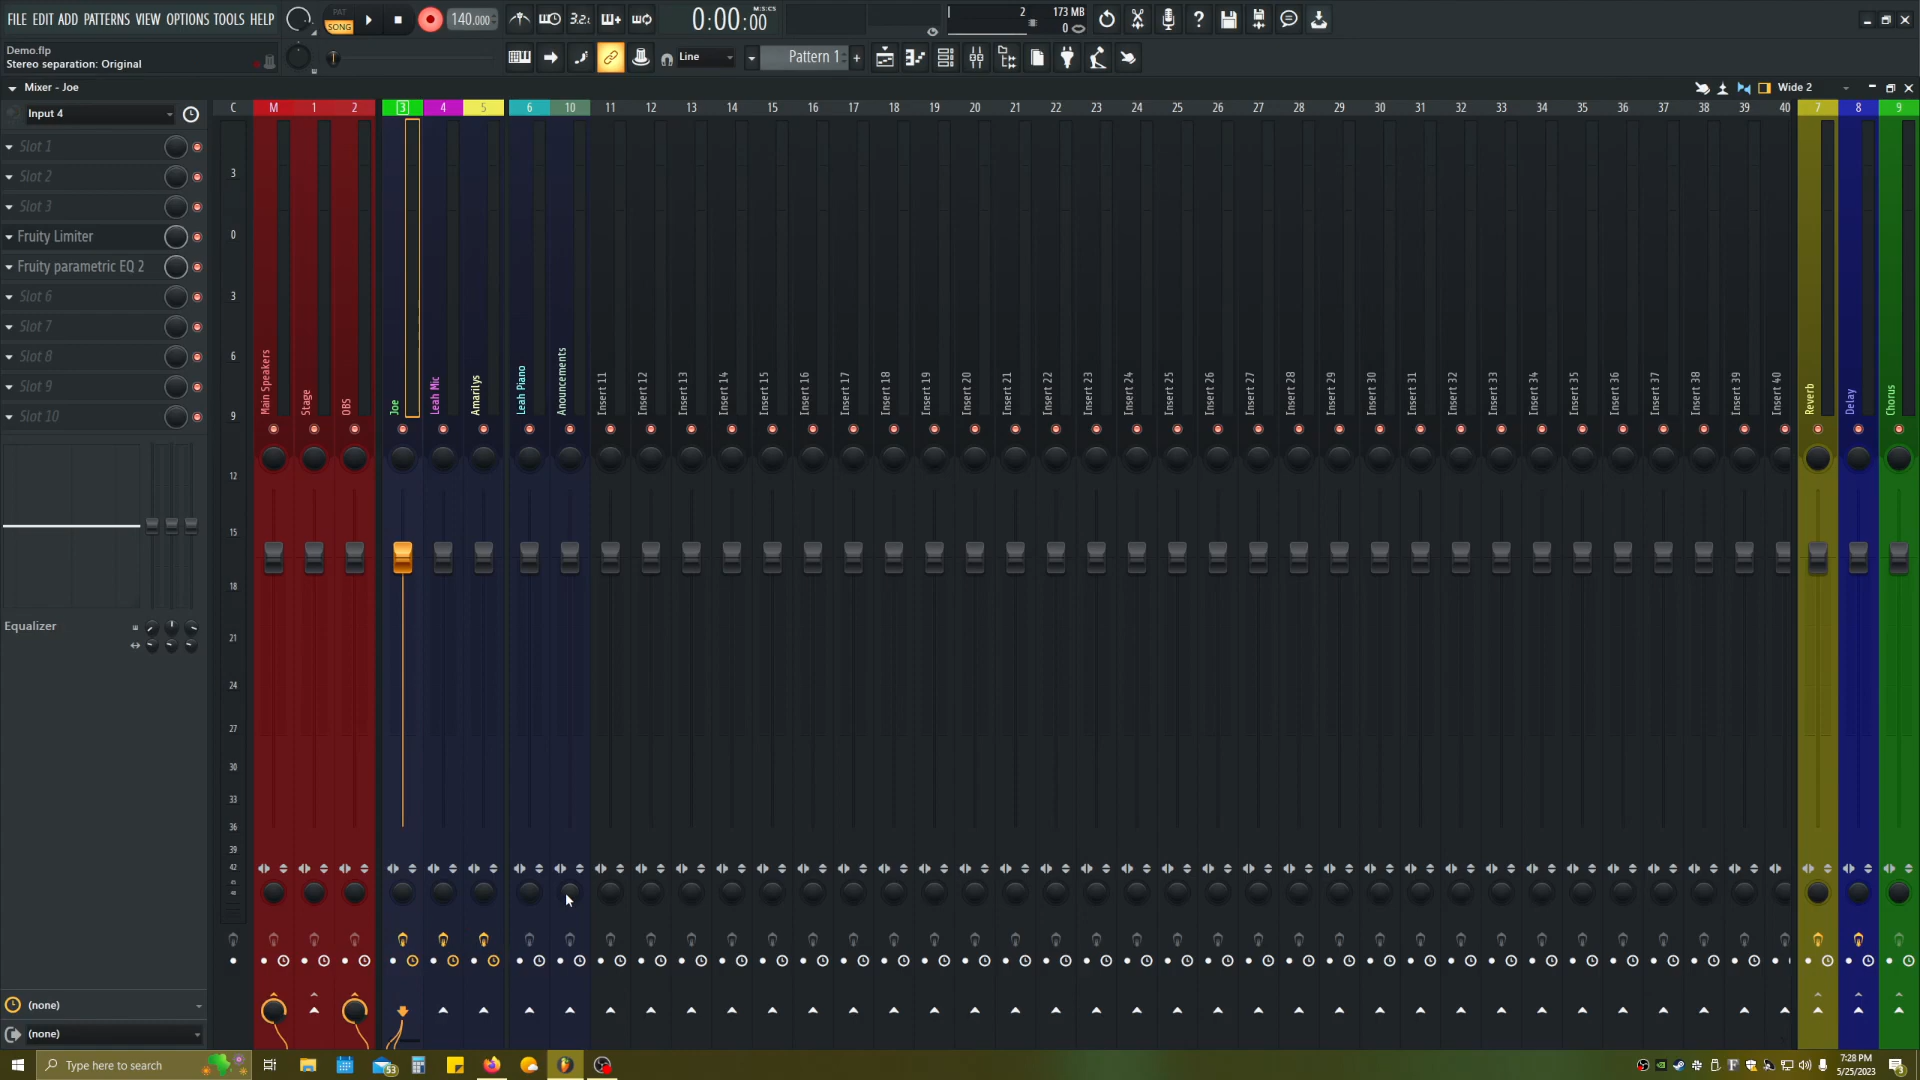 FILE EDIT ADD PATTERNS VIEW OPTIONS TOOLS HELP
PAT
SONG
140.000
3.2.
0:00:00
M:S:CS
2
173 MB
0
Demo.flp
Stereo separation: Original
Line
Pattern 1
Mixer - Joe
Wide 2
Input 4
C M 1 2 3 4 5 6 10 11 12 13 14 15 16 17 18 19 20 21 22 23 24 25 26 27 28 29 30 31 32 33 34 35 36 37 38 39 40 7 8 9
Slot 1
Slot 2
Slot 3
Fruity Limiter
Fruity parametric EQ 2
Slot 6
Slot 7
Slot 8
Slot 9
Slot 10
3
0
3
6
9
12
15
18
21
24
27
30
33
36
39
42
Main Speakers
Stage
OBS
Joe
Leah Mic
Amarilys
Leah Piano
Anouncements
Insert 11
Insert 12
Insert 13
Insert 14
Insert 15
Insert 16
Insert 17
Insert 18
Insert 19
Insert 20
Insert 21
Insert 22
Insert 23
Insert 24
Insert 25
Insert 26
Insert 27
Insert 28
Insert 29
Insert 30
Insert 31
Insert 32
Insert 33
Insert 34
Insert 35
Insert 36
Insert 37
Insert 38
Insert 39
Insert 40
Reverb
Delay
Chorus
Equalizer
(none)
(none)
Type here to search
53
7:28 PM
5/25/2023
3